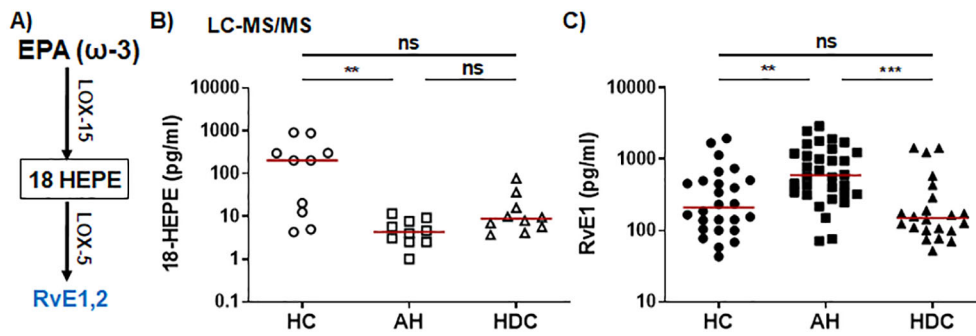 A)
EPA (ω-3)
LOX-15
18 HEPE
LOX-5
RvE1,2
B)
LC-MS/MS
ns
** ns
10000
1000
100
10
1
0.1
18-HEPE (pg/ml)
HC AH HDC
C)
ns
** ***
10000
1000
100
10
RvE1 (pg/ml)
HC AH HDC